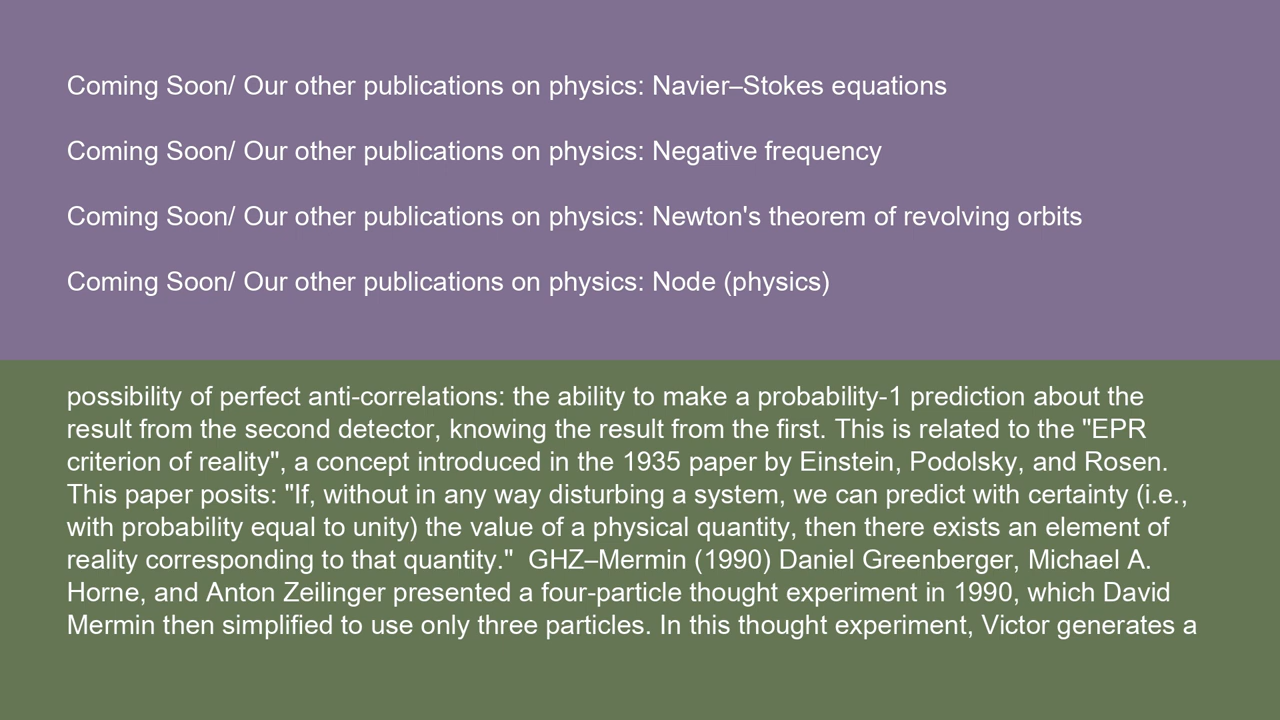 Coming Soon/ Our other publications on physics: Navier–Stokes equations
Coming Soon/ Our other publications on physics: Negative frequency
Coming Soon/ Our other publications on physics: Newton's theorem of revolving orbits
Coming Soon/ Our other publications on physics: Node (physics)
possibility of perfect anti-correlations: the ability to make a probability-1 prediction about the
result from the second detector, knowing the result from the first. This is related to the "EPR
criterion of reality", a concept introduced in the 1935 paper by Einstein, Podolsky, and Rosen.
This paper posits: "If, without in any way disturbing a system, we can predict with certainty (i.e.,
with probability equal to unity) the value of a physical quantity, then there exists an element of
reality corresponding to that quantity."  GHZ–Mermin (1990) Daniel Greenberger, Michael A.
Horne, and Anton Zeilinger presented a four-particle thought experiment in 1990, which David
Mermin then simplified to use only three particles. In this thought experiment, Victor generates a